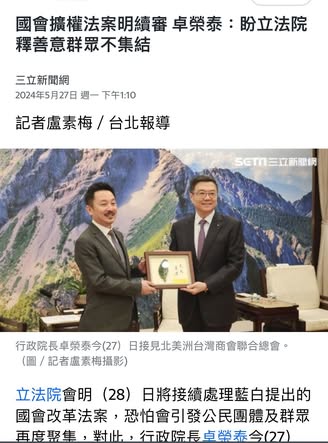 國會擴權法案明續審 卓榮泰：盼立法院
釋善意群眾不集結
三立新聞網
2024年5月27日 週一 下午1:10
記者盧素梅／台北報導
SETN三立新聞網
行政院長卓榮泰今(27）日接見北美洲台灣商會聯合總會。
（圖／記者盧素梅攝影)
立法院會明（28）日將接續處理藍白提出的
國會改革法案，恐怕會引發公民團體及群眾
再度聚集，對此，行政院長卓榮泰今(27)